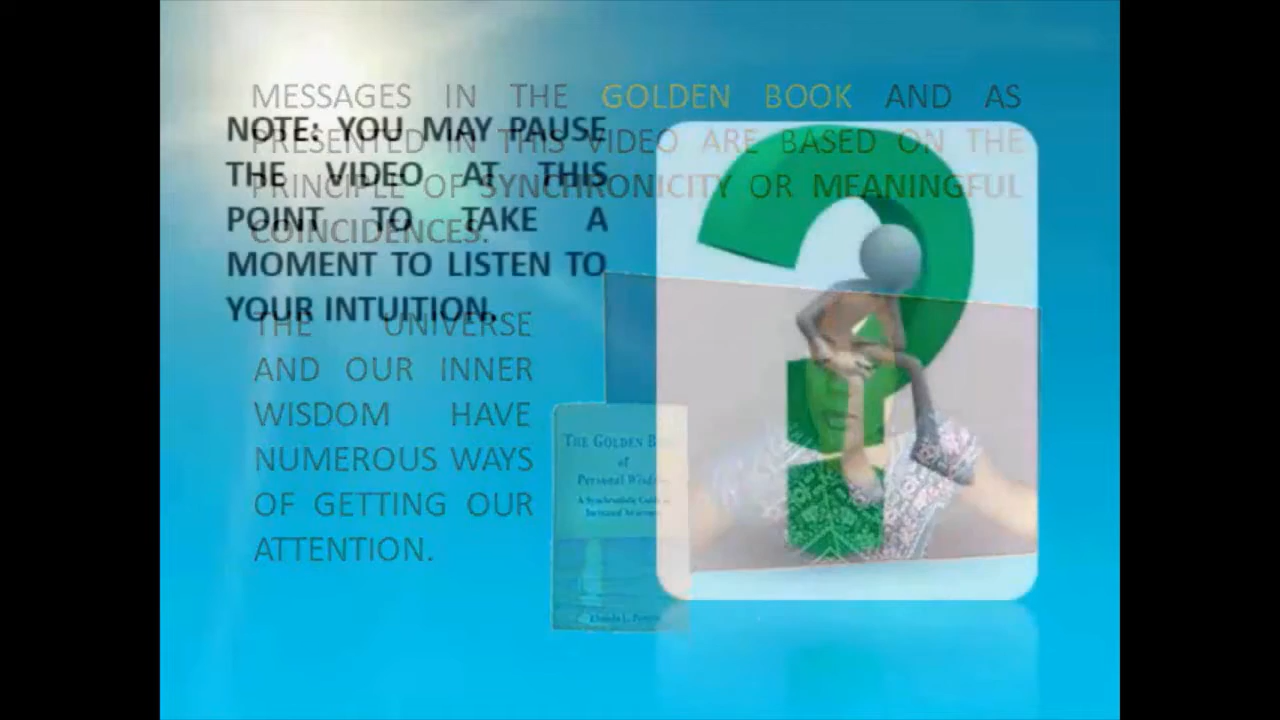 MESSAGES IN THE GOLDEN BOOK AND AS
PRESENTED IN THIS VIDEO ARE BASED ON THE
PRINCIPLE OF SYNCHRONICITY OR MEANINGFUL
COINCIDENCES.
NOTE: YOU MAY PAUSE
THE VIDEO AT THIS
POINT TO TAKE A
MOMENT TO LISTEN TO
YOUR INTUITION.
THE UNIVERSE
AND OUR INNER
WISDOM HAVE
NUMEROUS WAYS
OF GETTING OUR
ATTENTION.
THE GOLDEN
of
Personal
A Synchronistic
Increased